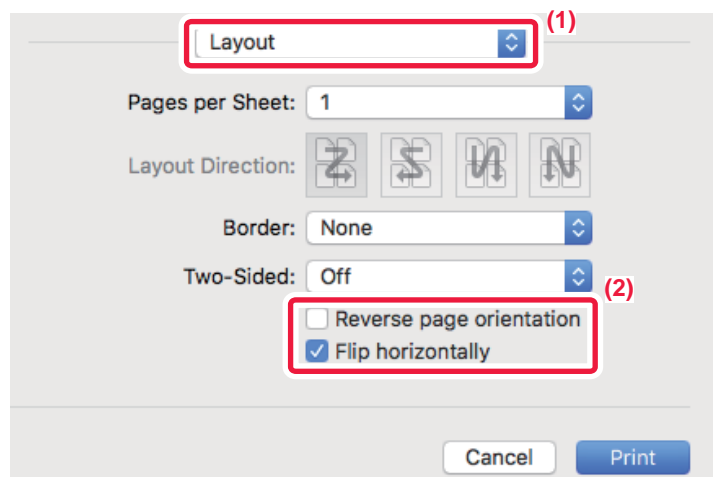 (1)
Layout
Pages per Sheet: 1
Layout Direction:
Border: None
Two-Sided: Off
(2)
Reverse page orientation
Flip horizontally
Cancel Print